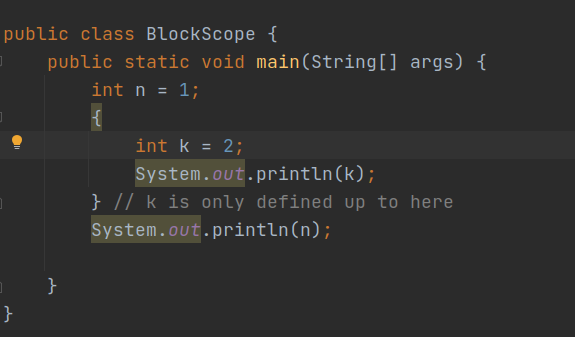 public class BlockScope {
    public static void main(String[] args) {
        int n = 1;
        {
            int k = 2;
            System.out.println(k);
        } // k is only defined up to here
        System.out.println(n);
    }
}